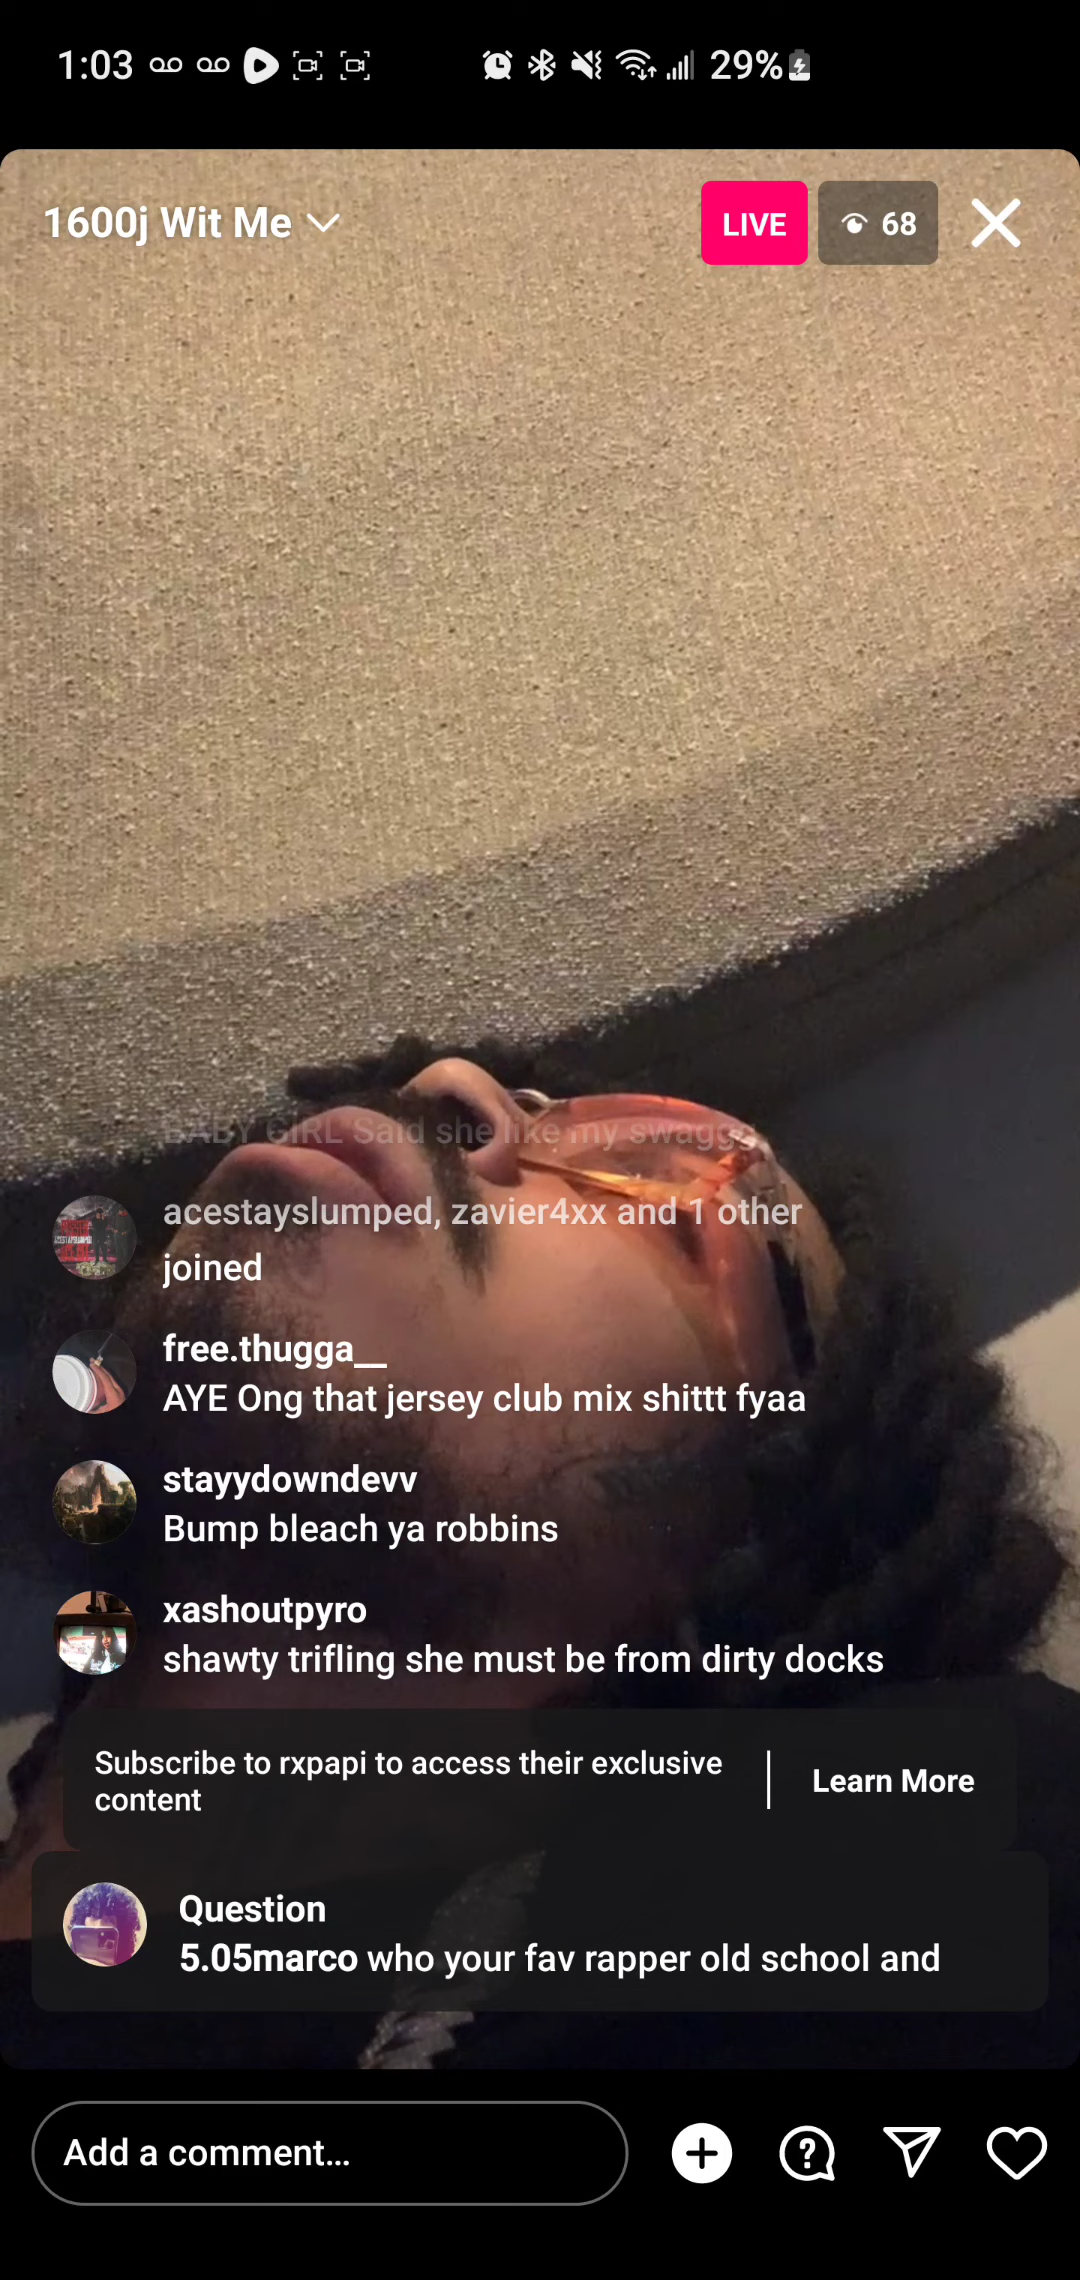 1:03
29%
1600j Wit Me
LIVE
68
BABY GIRL Said she like my swaggg
acestayslumped, zavier4xx and 1 other
joined
free.thugga__
AYE Ong that jersey club mix shittt fyaa
stayydowndevv
Bump bleach ya robbins
xashoutpyro
shawty trifling she must be from dirty docks
Subscribe to rxpapi to access their exclusive
content
Learn More
Question
5.05marco who your fav rapper old school and
Add a comment...